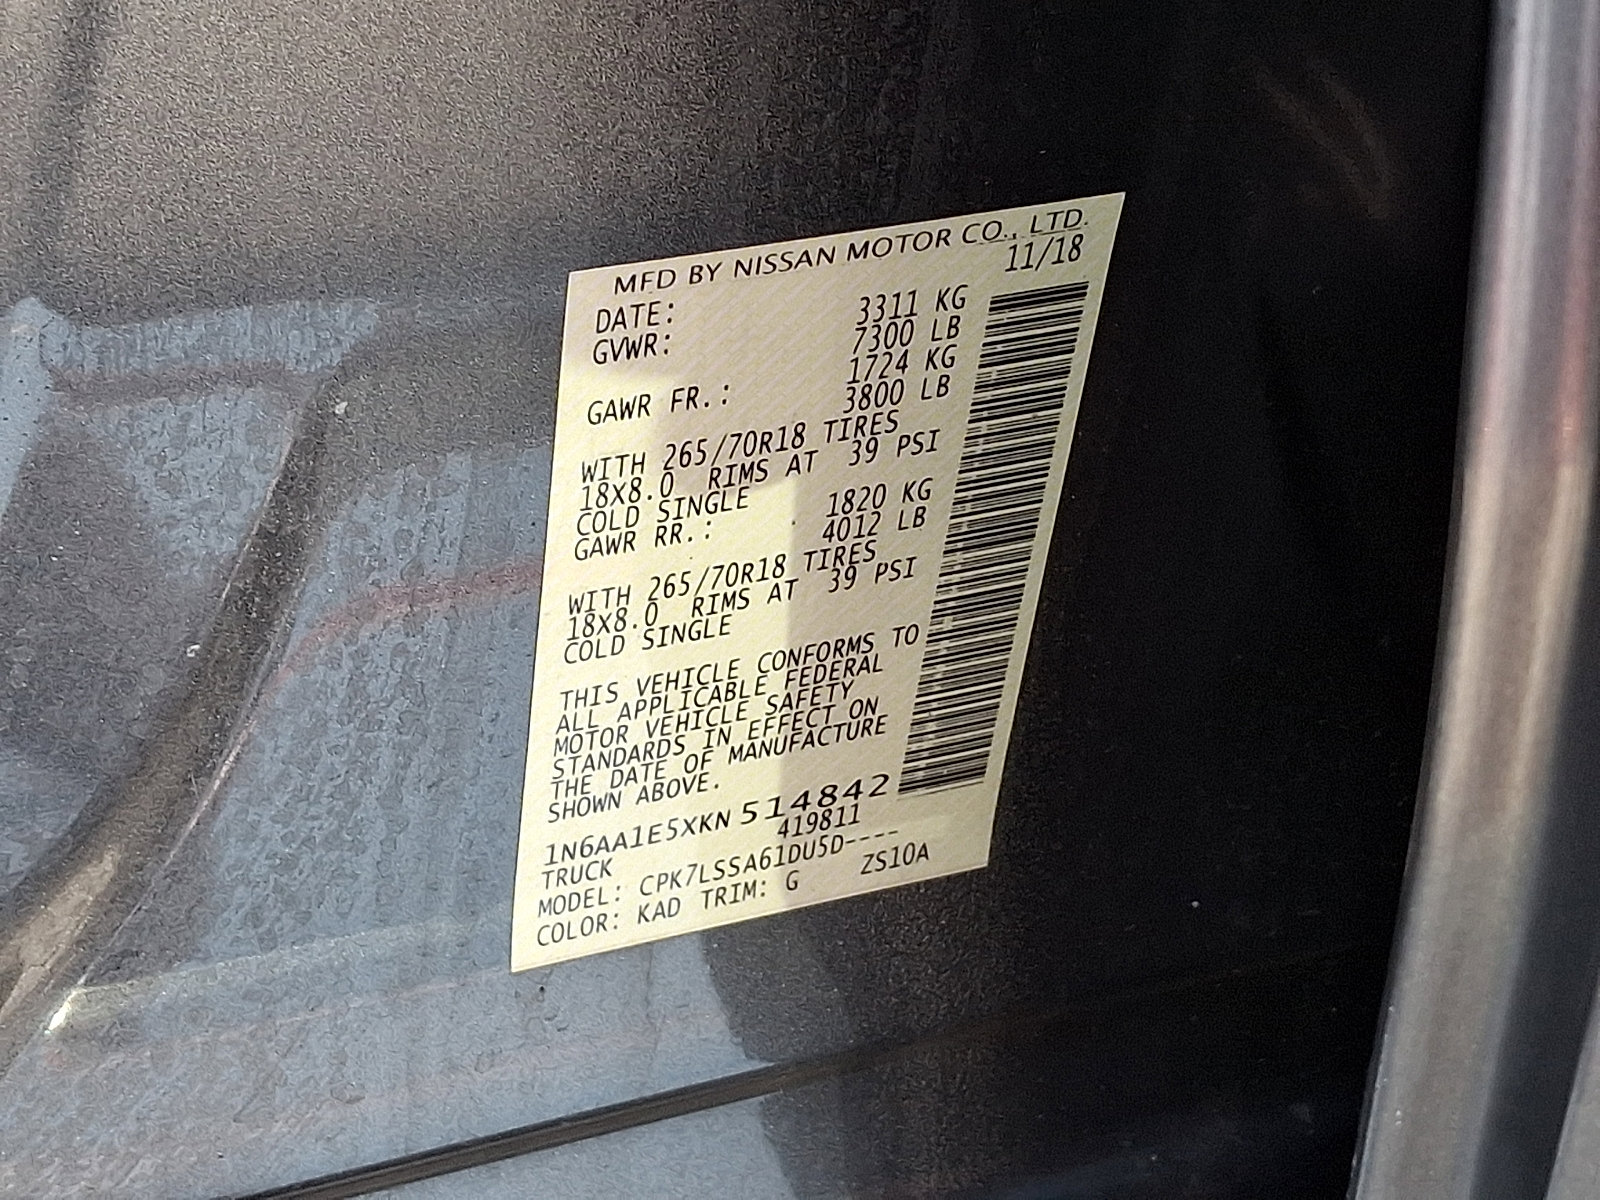 MFD BY NISSAN MOTOR CO., LTD.
DATE: 11/18
GVWR: 3311 KG
7300 LB
GAWR FR.: 1724 KG
3800 LB
WITH 265/70R18 TIRES
18X8.0 RIMS AT 39 PSI
COLD SINGLE
GAWR RR.: 1820 KG
4012 LB
WITH 265/70R18 TIRES
18X8.0 RIMS AT 39 PSI
COLD SINGLE
THIS VEHICLE CONFORMS TO
ALL APPLICABLE FEDERAL
MOTOR VEHICLE SAFETY
STANDARDS IN EFFECT ON
THE DATE OF MANUFACTURE
SHOWN ABOVE.
1N6AA1E5XKN514842
TRUCK 419811
MODEL: CPK7LSSA61DU5D----
COLOR: KAD TRIM: G ZS10A